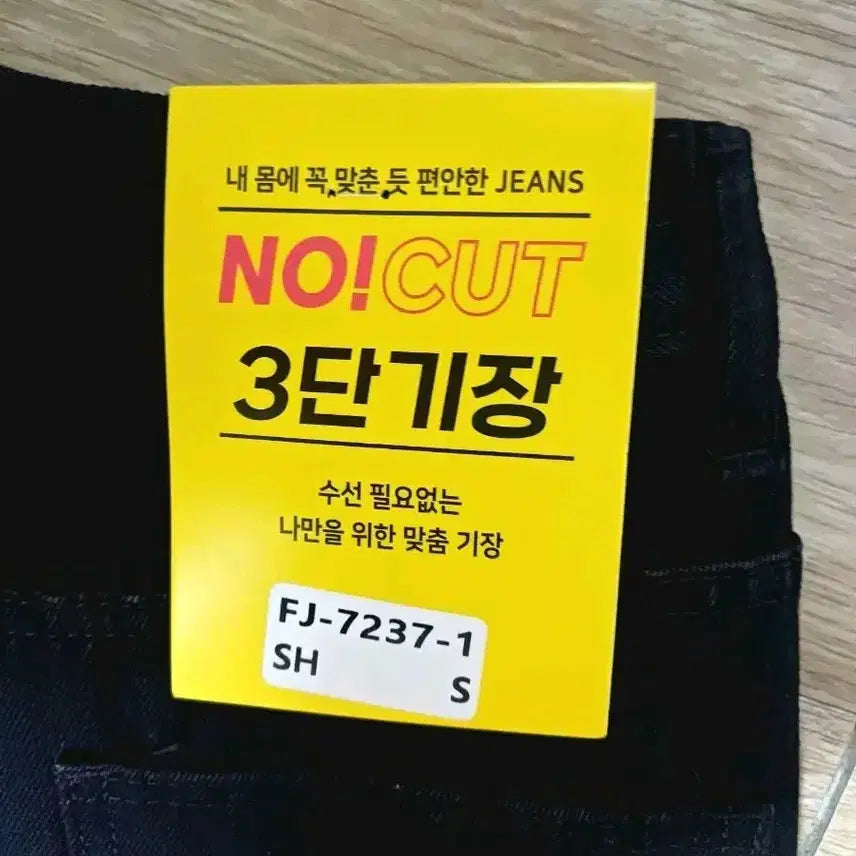 내 몸에 꼭 맞춘 듯 편안한 JEANS
NO!CUT
3단기장
수선 필요없는
나만을 위한 맞춤 기장
FJ-7237-1
SH S